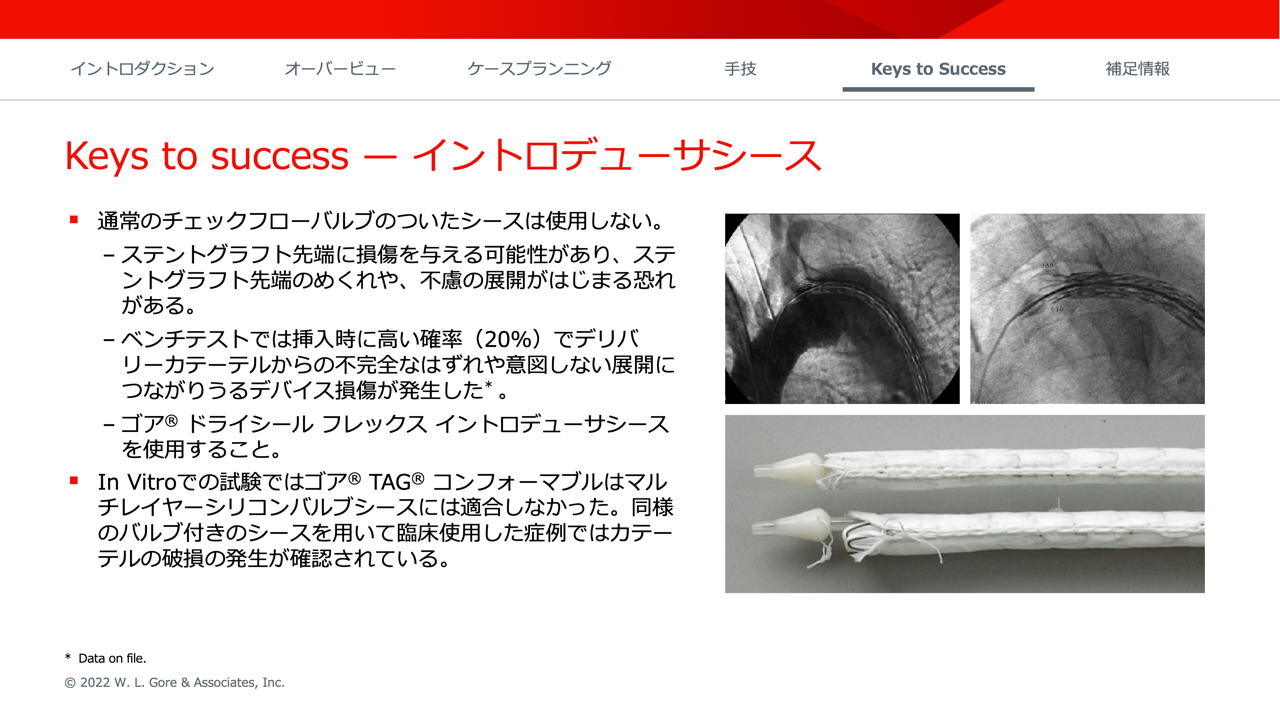 イントロダクション
オーバービュー
ケースプランニング
手技
Keys to Success
補足情報
Keys to success ー イントロデューサシース
▪ 通常のチェックフローバルブのついたシースは使用しない。
– ステントグラフト先端に損傷を与える可能性があり、ステ
ントグラフト先端のめくれや、不慮の展開がはじまる恐れ
がある。
– ベンチテストでは挿入時に高い確率（20%）でデリバ
リーカテーテルからの不完全なはずれや意図しない展開に
つながりうるデバイス損傷が発生した* 。
– ゴア® ドライシール フレックス イントロデューサシース
を使用すること。
▪ In Vitroでの試験ではゴア® TAG® コンフォーマブルはマル
チレイヤーシリコンバルブシースには適合しなかった。同様
のバルブ付きのシースを用いて臨床使用した症例ではカテー
テルの破損の発生が確認されている。
* Data on file.
© 2022 W. L. Gore & Associates, Inc.